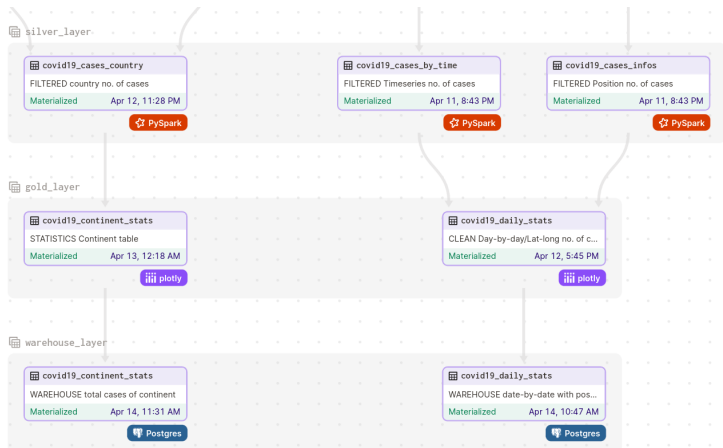 silver_layer
covid19_cases_country
FILTERED country no. of cases
Materialized Apr 12, 11:28 PM
PySpark
covid19_cases_by_time
FILTERED Timeseries no. of cases
Materialized Apr 11, 8:43 PM
PySpark
covid19_cases_infos
FILTERED Position no. of cases
Materialized Apr 11, 8:43 PM
PySpark
gold_layer
covid19_continent_stats
STATISTICS Continent table
Materialized Apr 13, 12:18 AM
plotly
covid19_daily_stats
CLEAN Day-by-day/Lat-long no. of c...
Materialized Apr 12, 5:45 PM
plotly
warehouse_layer
covid19_continent_stats
WAREHOUSE total cases of continent
Materialized Apr 14, 11:31 AM
Postgres
covid19_daily_stats
WAREHOUSE date-by-date with pos...
Materialized Apr 14, 10:47 AM
Postgres